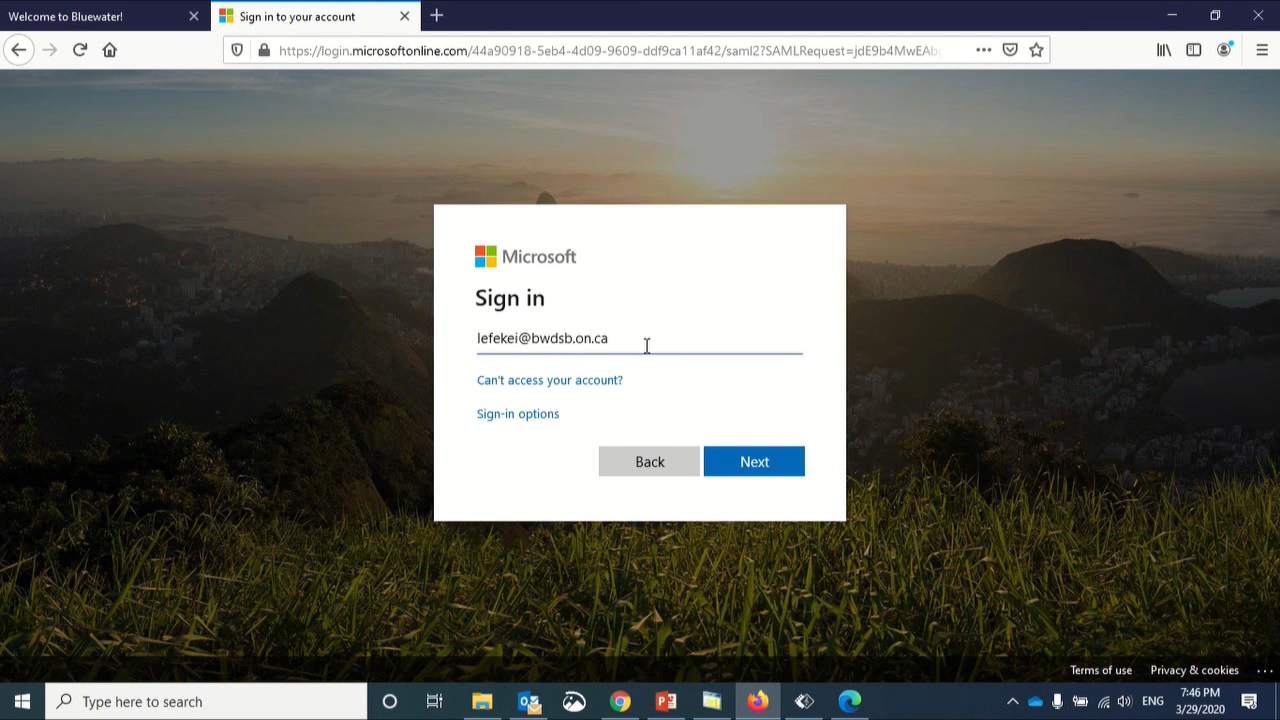 Welcome to Bluewater!
Sign in to your account
https://login.microsoftonline.com/44a90918-5eb4-4d09-9609-ddf9ca11af42/saml2?SAMLRequest=jdE9b4MwEAb
Microsoft
Sign in
lefekei@bwdsb.on.ca
Can't access your account?
Sign-in options
Back
Next
Terms of use
Privacy & cookies
Type here to search
ENG
7:46 PM
3/29/2020